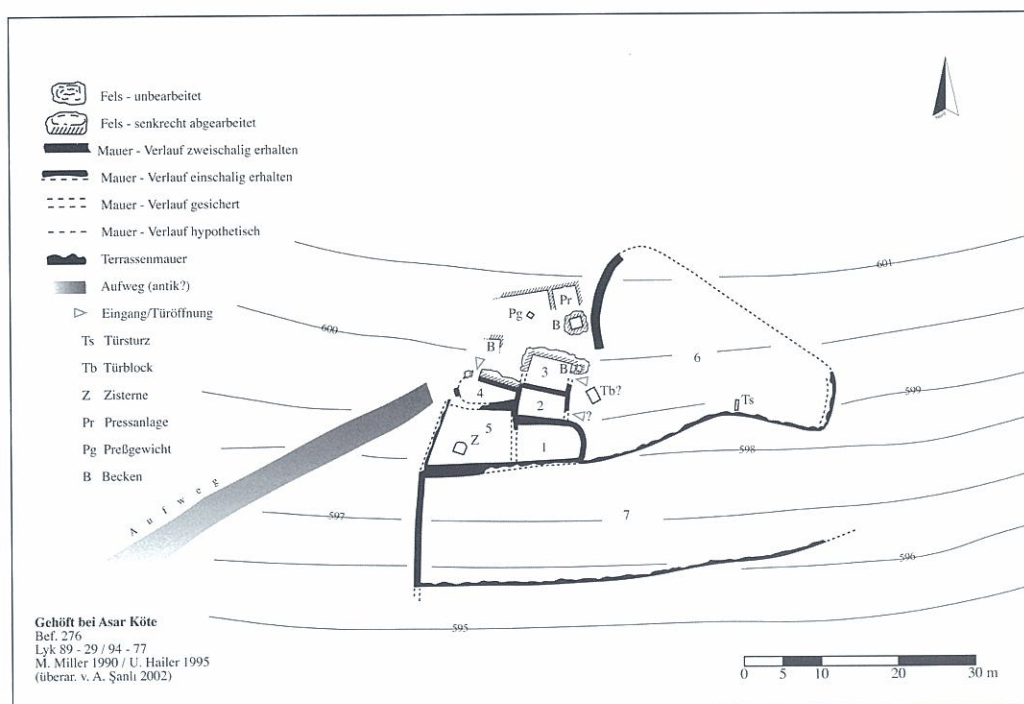 Fels - unbearbeitet
Fels - senkrecht abgearbeitet
Mauer - Verlauf zweischalig erhalten
Mauer - Verlauf einschalig erhalten
Mauer - Verlauf gesichert
Mauer - Verlauf hypothetisch
Terrassenmauer
Aufweg (antik?)
Eingang/Türöffnung
Ts Türsturz
Tb Türblock
Z Zisterne
Pr Pressanlage
Pg Preßgewicht
B Becken
601
600
Pr
Pg
B
B
6
3
B
599
4
Tb?
2
Ts
?
5
Z
1
598
Aufweg
597
7
596
595
Gehöft bei Asar Köte
Bef. 276
Lyk 89 - 29 / 94 - 77
M. Miller 1990 / U. Hailer 1995
(überar. v. A. Şanlı 2002)
0 5 10 20 30 m